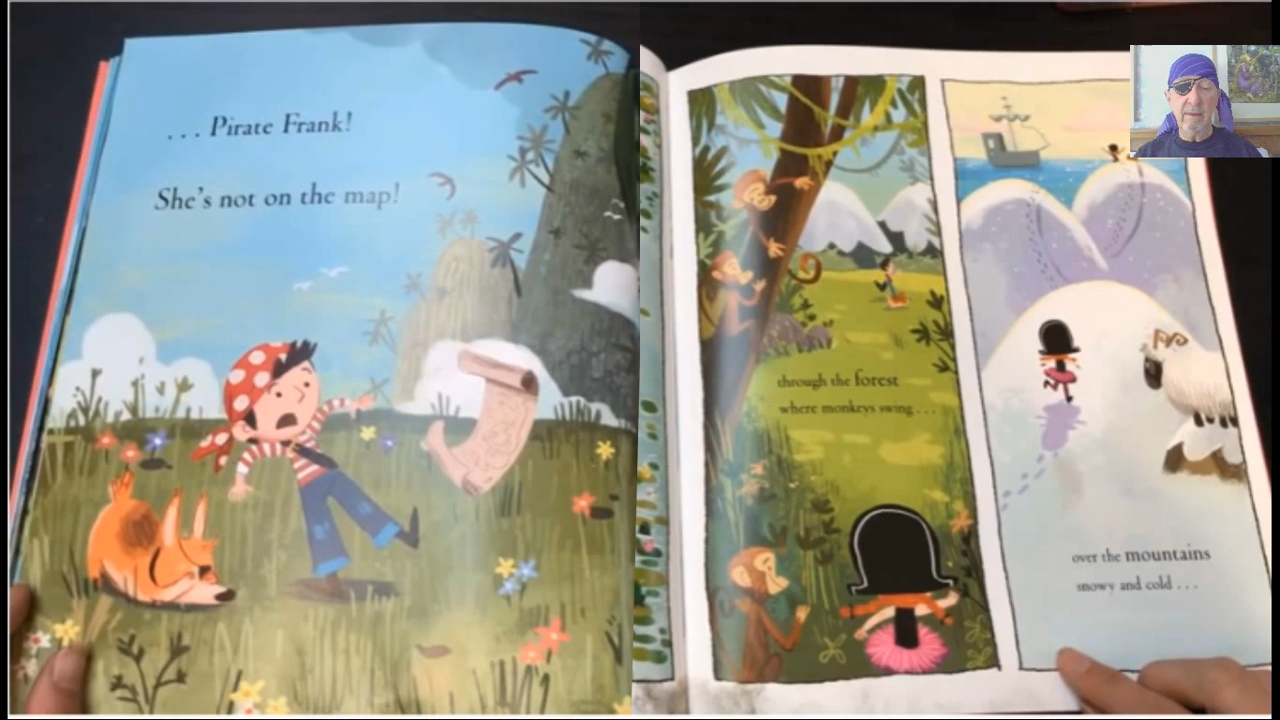 . . . Pirate Frank!
She's not on the map!
through the forest
where monkeys swing . . .
over the mountains
snowy and cold . . .